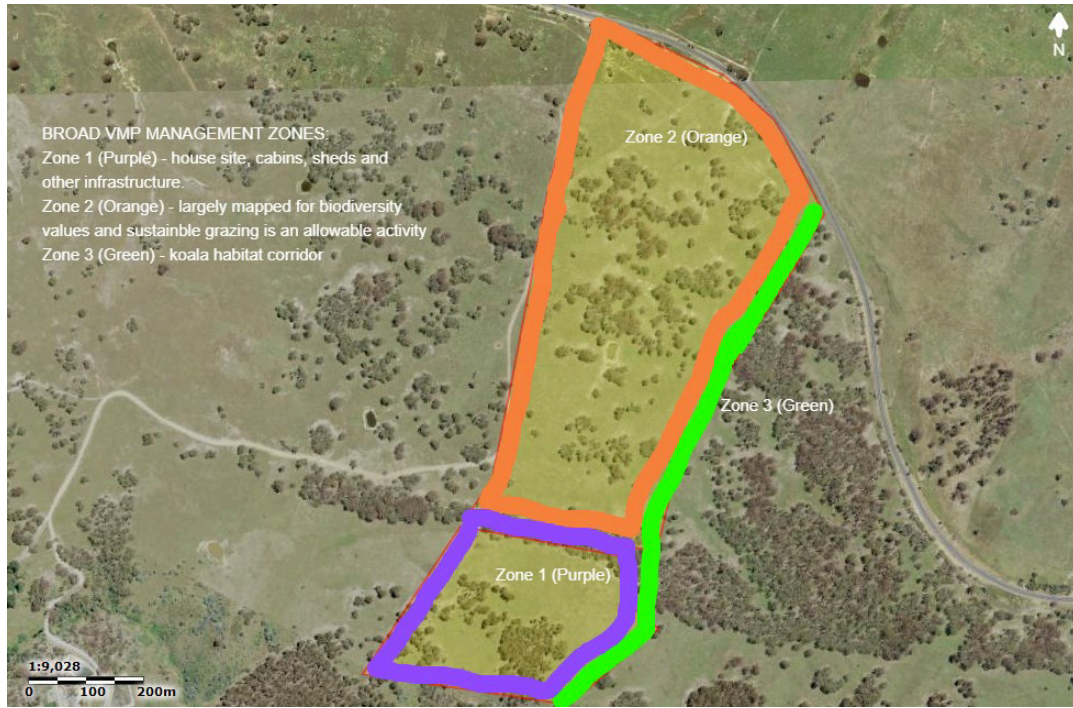 N
BROAD VMP MANAGEMENT ZONES:
Zone 1 (Purple) - house site, cabins, sheds and
other infrastructure.
Zone 2 (Orange) - largely mapped for biodiversity
values and sustainble grazing is an allowable activity
Zone 3 (Green) - koala habitat corridor
Zone 2 (Orange)
Zone 3 (Green)
Zone 1 (Purple)
1:9,028
0 100 200m